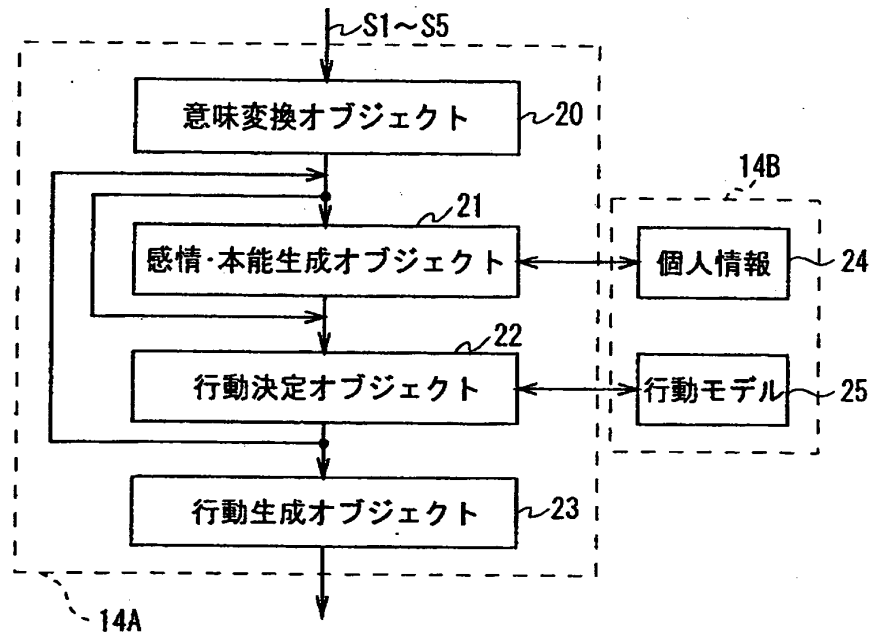 S1～S5
意味変換オブジェクト
20
14B
21
感情・本能生成オブジェクト
個人情報
24
22
行動決定オブジェクト
行動モデル
25
行動生成オブジェクト
23
14A